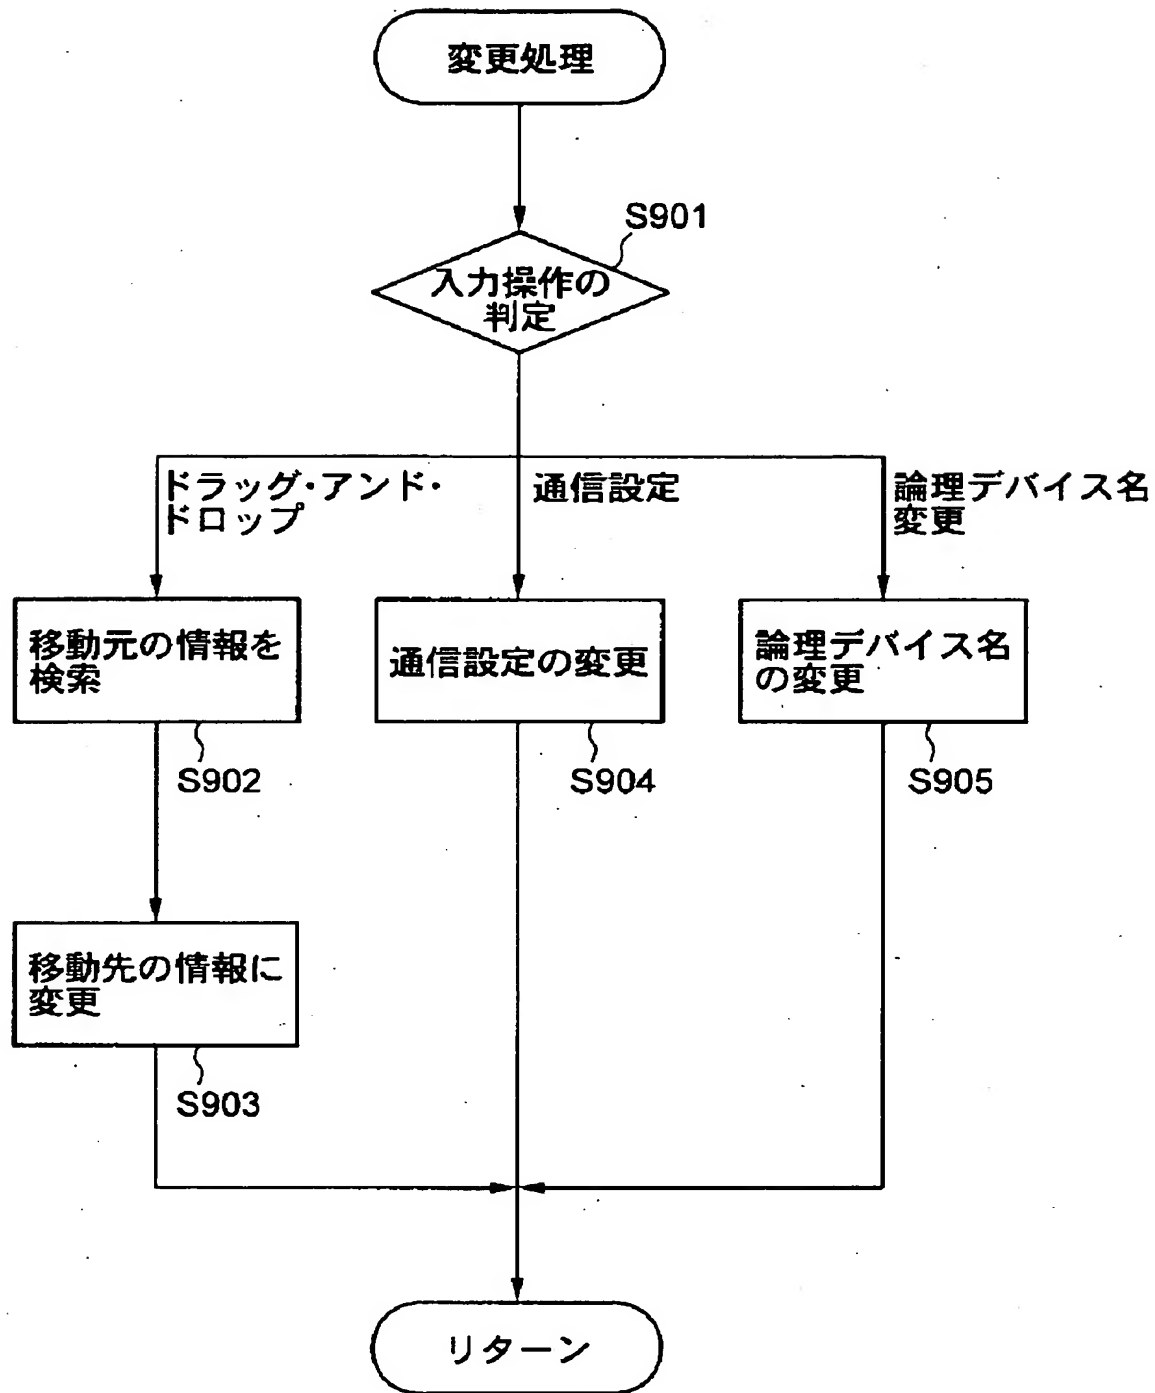 変更処理
S901
入力操作の
判定
ドラッグ・アンド・
ドロップ
通信設定
論理デバイス名
変更
移動元の情報を
検索
S902
通信設定の変更
S904
論理デバイス名
の変更
S905
移動先の情報に
変更
S903
リターン